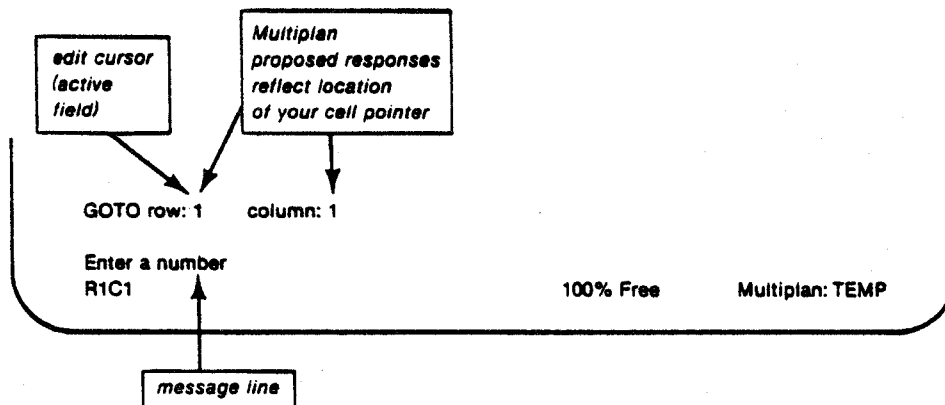 edit cursor
(active
field)
Multiplan
proposed responses
reflect location
of your cell pointer
GOTO row: 1 column: 1
Enter a number
R1C1 100% Free Multiplan: TEMP
message line